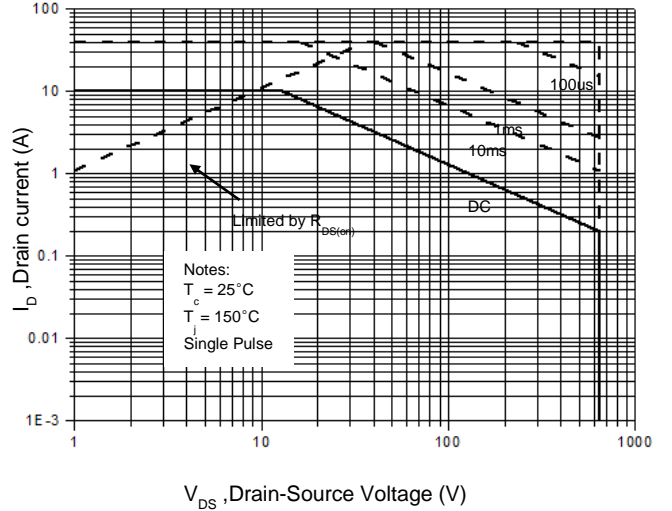 100
10
1
0.1
0.01
1E-3
I_D ,Drain current (A)
100us
1ms
10ms
DC
Limited by R_DS(on)
Notes:
T_c = 25°C
T_j = 150°C
Single Pulse
1 10 100 1000
V_DS ,Drain-Source Voltage (V)